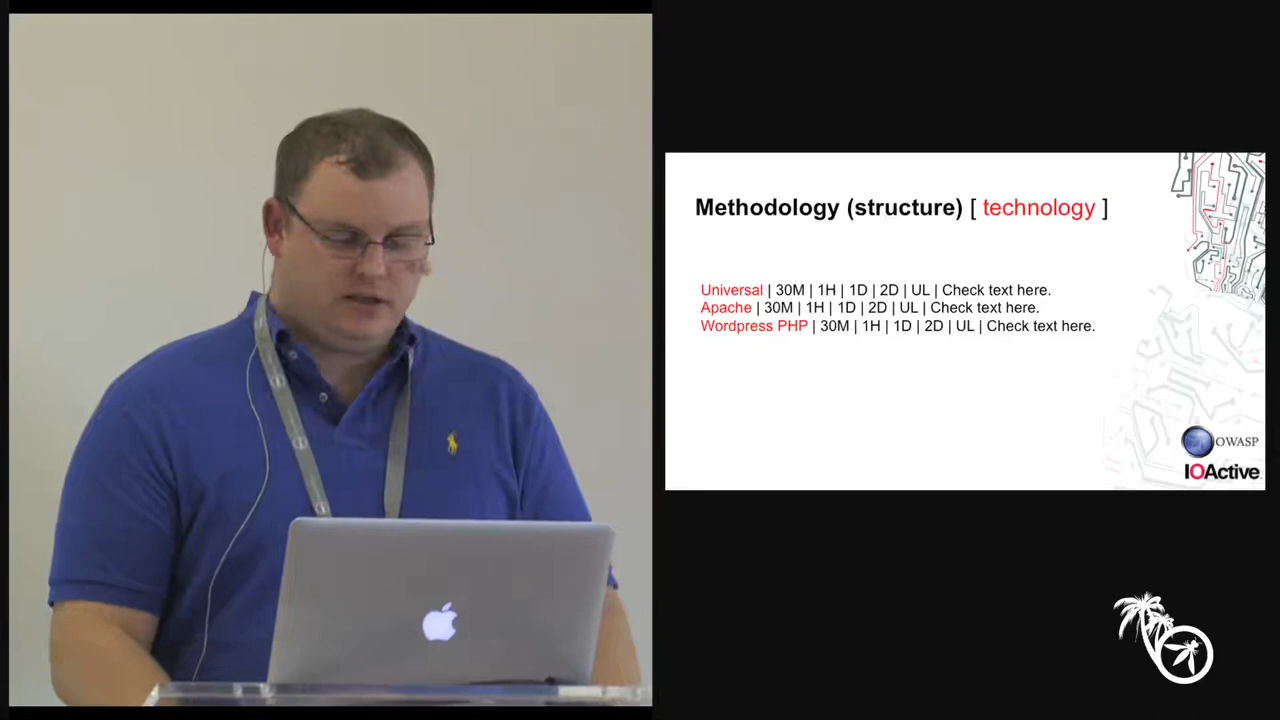 Methodology (structure) [ technology ]
Universal | 30M | 1H | 1D | 2D | UL | Check text here.
Apache | 30M | 1H | 1D | 2D | UL | Check text here.
Wordpress PHP | 30M | 1H | 1D | 2D | UL | Check text here.
OWASP
IOActive